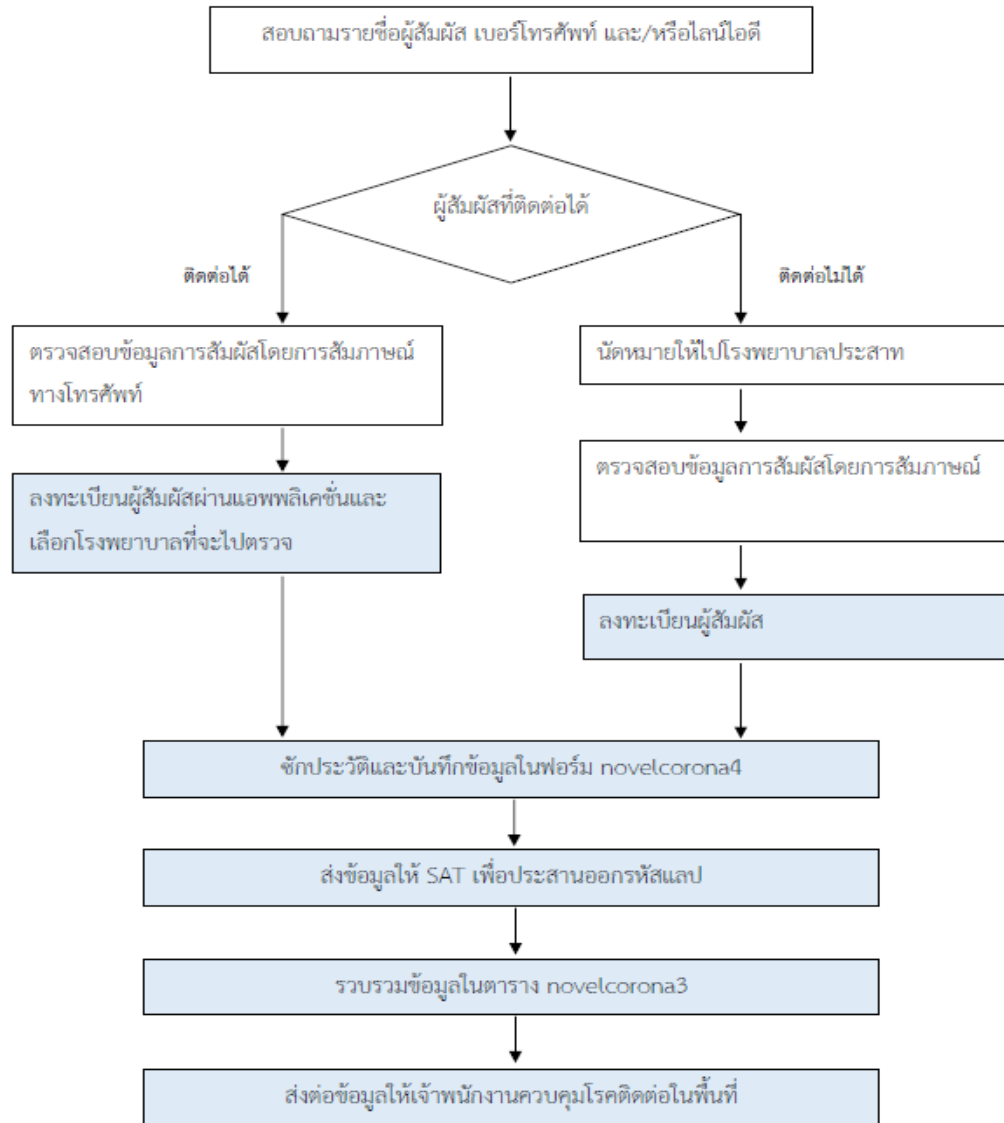 สอบถามรายชื่อผู้สัมผัส เบอร์โทรศัพท์ และ/หรือไลน์ไอดี
ผู้สัมผัสที่ติดต่อได้
ติดต่อได้
ติดต่อไม่ได้
ตรวจสอบข้อมูลการสัมผัสโดยการสัมภาษณ์
ทางโทรศัพท์
นัดหมายให้ไปโรงพยาบาลประสาท
ลงทะเบียนผู้สัมผัสผ่านแอพพลิเคชั่นและ
เลือกโรงพยาบาลที่จะไปตรวจ
ตรวจสอบข้อมูลการสัมผัสโดยการสัมภาษณ์
ลงทะเบียนผู้สัมผัส
ซักประวัติและบันทึกข้อมูลในฟอร์ม novelcorona4
ส่งข้อมูลให้ SAT เพื่อประสานออกรหัสแลป
รวบรวมข้อมูลในตาราง novelcorona3
ส่งต่อข้อมูลให้เจ้าพนักงานควบคุมโรคติดต่อในพื้นที่